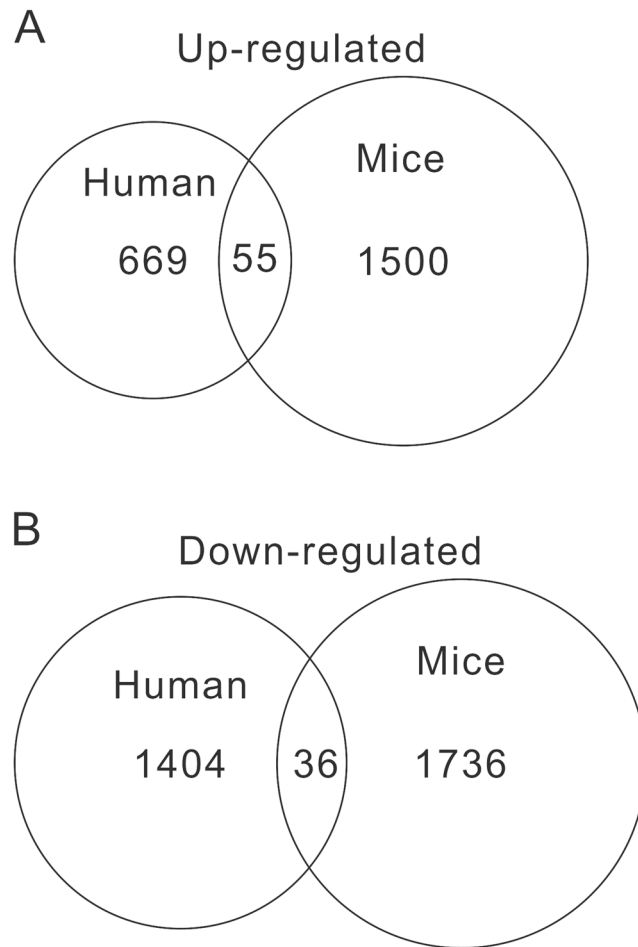 A
Up-regulated
Human
Mice
669
55
1500
B
Down-regulated
Human
Mice
1404
36
1736